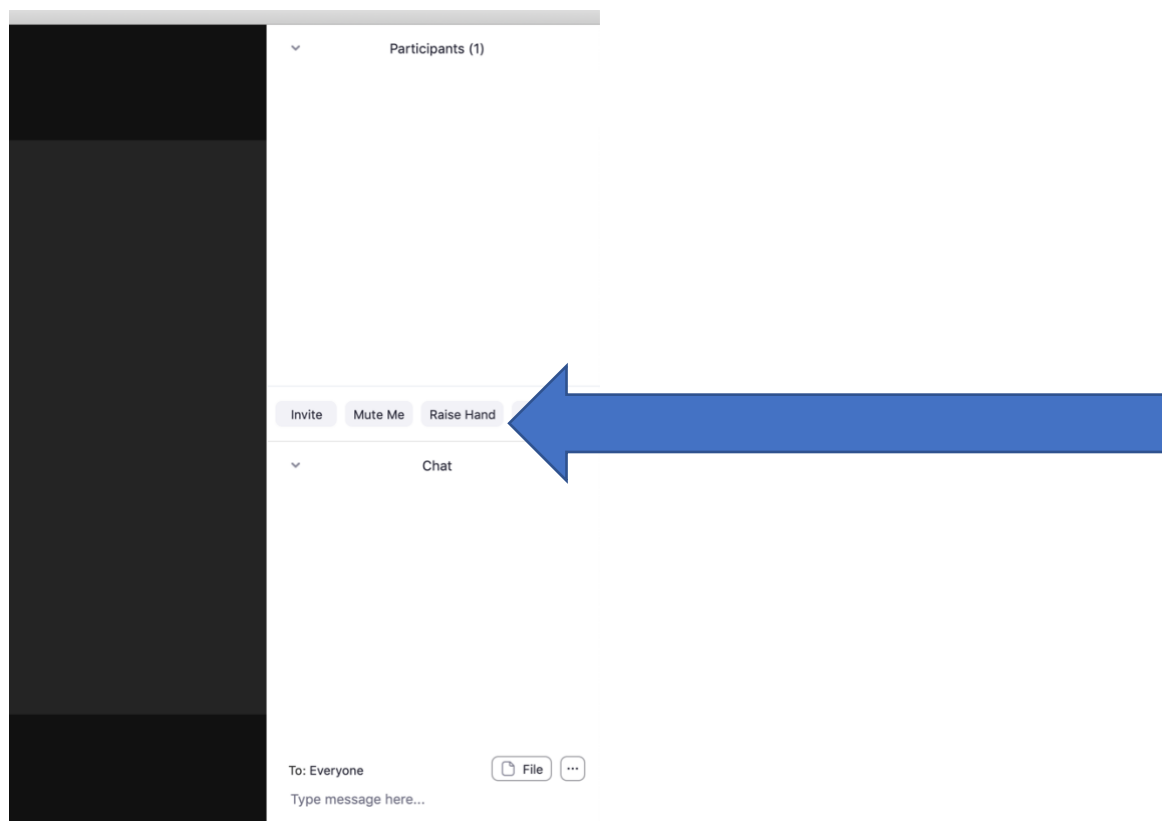 Participants (1)
Invite Mute Me Raise Hand
Chat
To: Everyone File ...
Type message here...